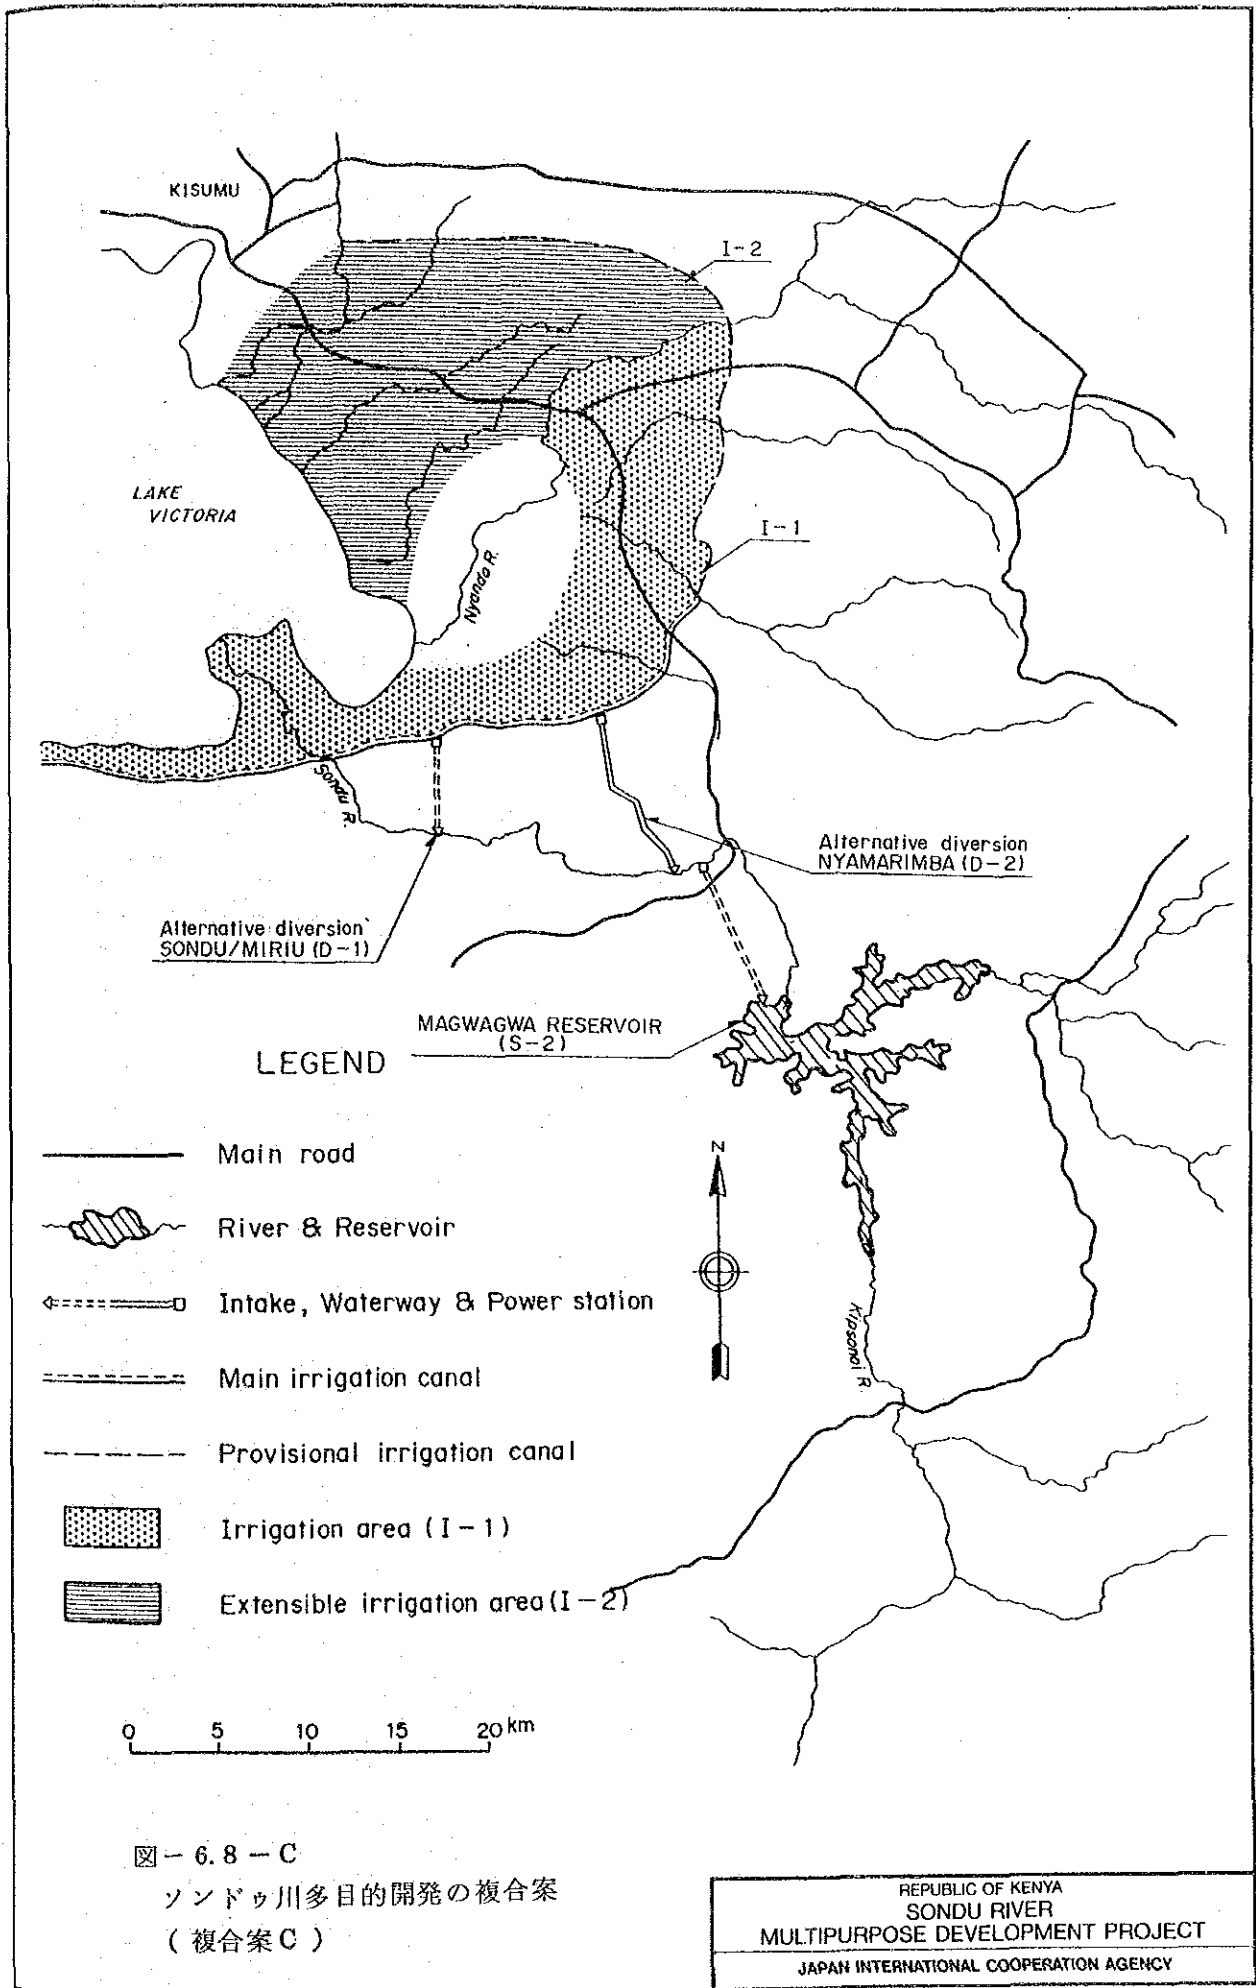 KISUMU
I-2
LAKE
VICTORIA
I-1
Nyando R.
Sondu R.
Alternative diversion
NYAMARIMBA (D-2)
Alternative diversion
SONDU/MIRIU (D-1)
MAGWAGWA RESERVOIR
(S-2)
LEGEND
Main road
N
River & Reservoir
Intake, Waterway & Power station
Kipsonoi R.
Main irrigation canal
Provisional irrigation canal
Irrigation area (I-1)
Extensible irrigation area (I-2)
0 5 10 15 20 km
図-6.8-C
ソンドゥ川多目的開発の複合案
(複合案C)
REPUBLIC OF KENYA
SONDU RIVER
MULTIPURPOSE DEVELOPMENT PROJECT
JAPAN INTERNATIONAL COOPERATION AGENCY